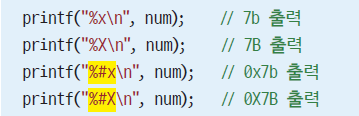 printf("%x\n", num);    // 7b 출력
printf("%X\n", num);    // 7B 출력
printf("%#x\n", num);   // 0x7b 출력
printf("%#X\n", num);   // 0X7B 출력